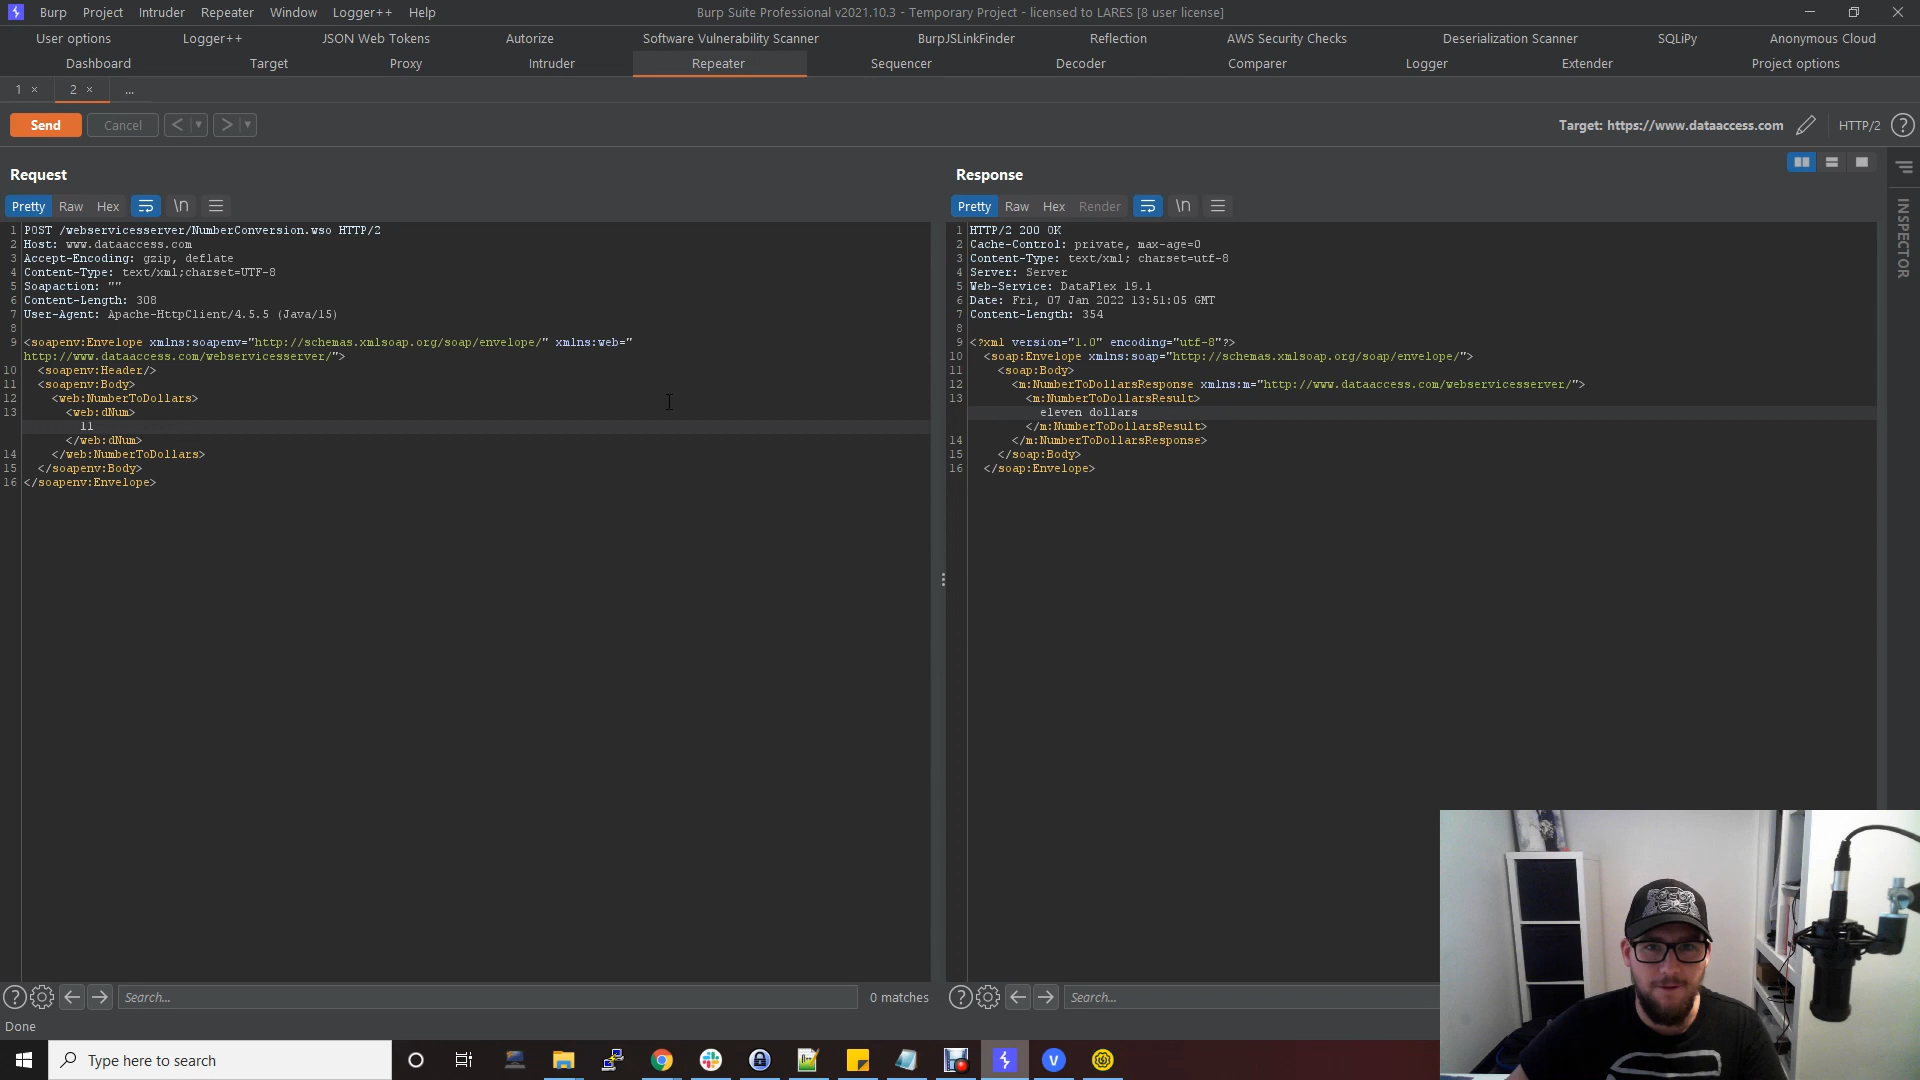 Burp Project Intruder Repeater Window Logger++ Help Burp Suite Professional v2021.10.3 - Temporary Project - licensed to LARES [8 user license]
User options Logger++ JSON Web Tokens Autorize Software Vulnerability Scanner BurpJSLinkFinder Reflection AWS Security Checks Deserialization Scanner SQLiPy Anonymous Cloud
Dashboard Target Proxy Intruder Repeater Sequencer Decoder Comparer Logger Extender Project options
1 × 2 × ...
Send Cancel < > Target: https://www.dataaccess.com HTTP/2 ?
Request
Pretty Raw Hex \n
1 POST /webservicesserver/NumberConversion.wso HTTP/2
2 Host: www.dataaccess.com
3 Accept-Encoding: gzip, deflate
4 Content-Type: text/xml;charset=UTF-8
5 Soapaction: ""
6 Content-Length: 308
7 User-Agent: Apache-HttpClient/4.5.5 (Java/15)
8
9 <soapenv:Envelope xmlns:soapenv="http://schemas.xmlsoap.org/soap/envelope/" xmlns:web="
http://www.dataaccess.com/webservicesserver/">
10 <soapenv:Header/>
11 <soapenv:Body>
12 <web:NumberToDollars>
13 <web:dNum>
11
</web:dNum>
14 </web:NumberToDollars>
15 </soapenv:Body>
16 </soapenv:Envelope>
? Search... 0 matches
Response
Pretty Raw Hex Render \n
1 HTTP/2 200 OK
2 Cache-Control: private, max-age=0
3 Content-Type: text/xml; charset=utf-8
4 Server: Server
5 Web-Service: DataFlex 19.1
6 Date: Fri, 07 Jan 2022 13:51:05 GMT
7 Content-Length: 354
8
9 <?xml version="1.0" encoding="utf-8"?>
10 <soap:Envelope xmlns:soap="http://schemas.xmlsoap.org/soap/envelope/">
11 <soap:Body>
12 <m:NumberToDollarsResponse xmlns:m="http://www.dataaccess.com/webservicesserver/">
13 <m:NumberToDollarsResult>
eleven dollars
</m:NumberToDollarsResult>
14 </m:NumberToDollarsResponse>
15 </soap:Body>
16 </soap:Envelope>
? Search...
INSPECTOR
Done
Type here to search
V